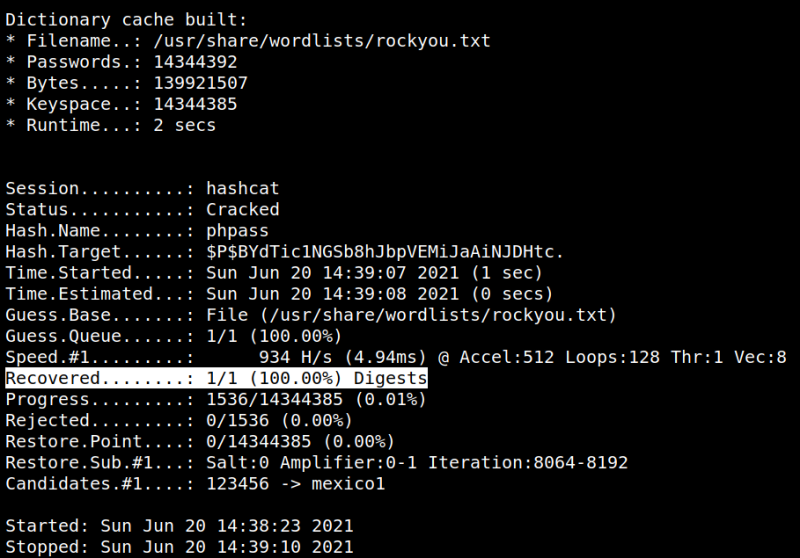 Dictionary cache built:
* Filename..: /usr/share/wordlists/rockyou.txt
* Passwords.: 14344392
* Bytes.....: 139921507
* Keyspace..: 14344385
* Runtime...: 2 secs
Session..........: hashcat
Status...........: Cracked
Hash.Name........: phpass
Hash.Target......: $P$BYdTic1NGSb8hJbpVEMiJaAiNJDHtc.
Time.Started.....: Sun Jun 20 14:39:07 2021 (1 sec)
Time.Estimated...: Sun Jun 20 14:39:08 2021 (0 secs)
Guess.Base.......: File (/usr/share/wordlists/rockyou.txt)
Guess.Queue......: 1/1 (100.00%)
Speed.#1.........:      934 H/s (4.94ms) @ Accel:512 Loops:128 Thr:1 Vec:8
Recovered........: 1/1 (100.00%) Digests
Progress.........: 1536/14344385 (0.01%)
Rejected.........: 0/1536 (0.00%)
Restore.Point....: 0/14344385 (0.00%)
Restore.Sub.#1...: Salt:0 Amplifier:0-1 Iteration:8064-8192
Candidates.#1....: 123456 -> mexico1
Started: Sun Jun 20 14:38:23 2021
Stopped: Sun Jun 20 14:39:10 2021